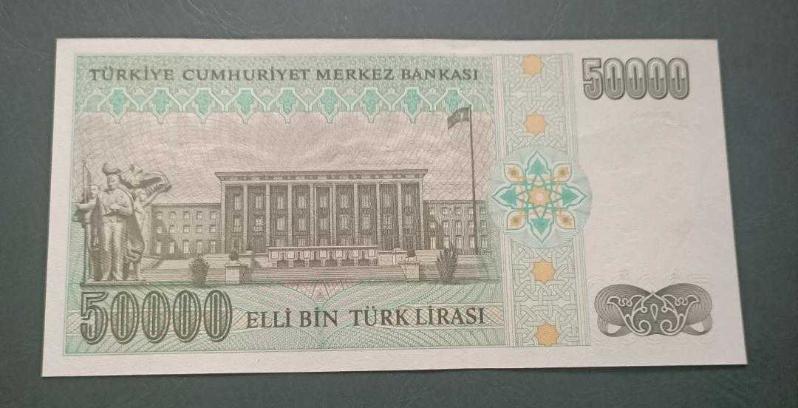 TÜRKİYE CUMHURİYET MERKEZ BANKASI
50000
50000 ELLİ BİN TÜRK LİRASI